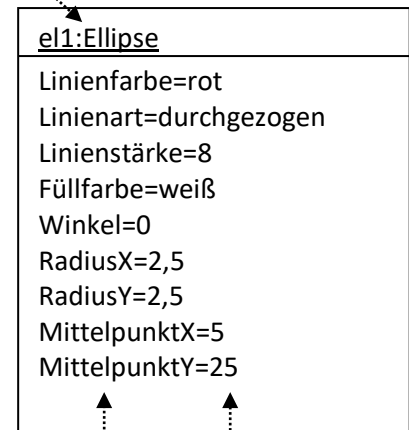 el1:Ellipse
Linienfarbe=rot
Linienart=durchgezogen
Linienstärke=8
Füllfarbe=weiß
Winkel=0
RadiusX=2,5
RadiusY=2,5
MittelpunktX=5
MittelpunktY=25